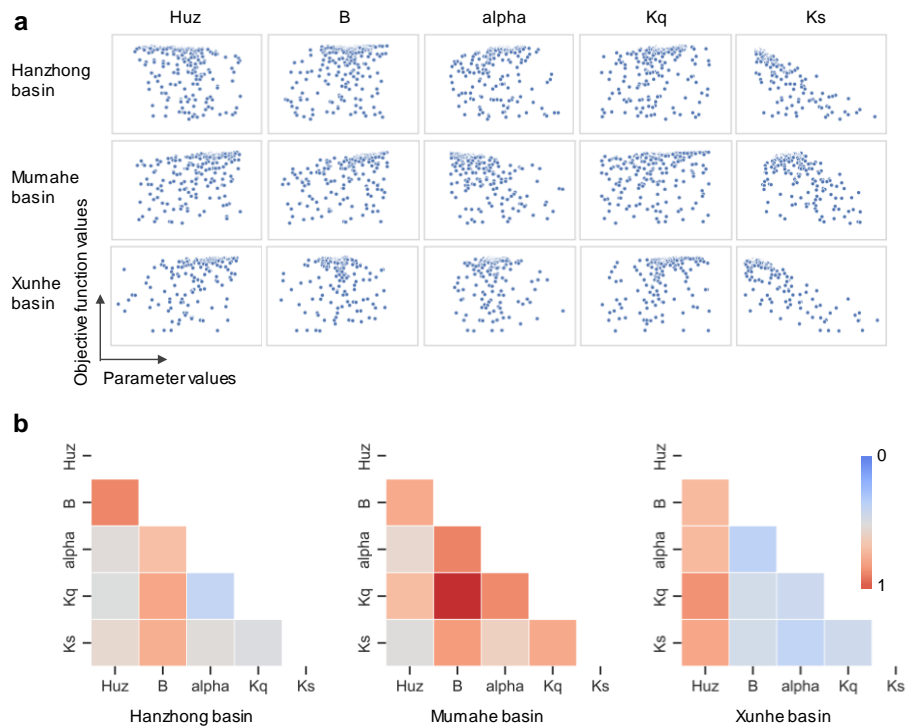 a
Huz B alpha Kq Ks
Hanzhong
basin
Mumahe
basin
Xunhe
basin
Objective function values
Parameter values
b
Huz
B
alpha
Kq
Ks
Huz B alpha Kq Ks
Hanzhong basin
Huz
B
alpha
Kq
Ks
Huz B alpha Kq Ks
Mumahe basin
Huz
B
alpha
Kq
Ks
Huz B alpha Kq Ks
Xunhe basin
0
1